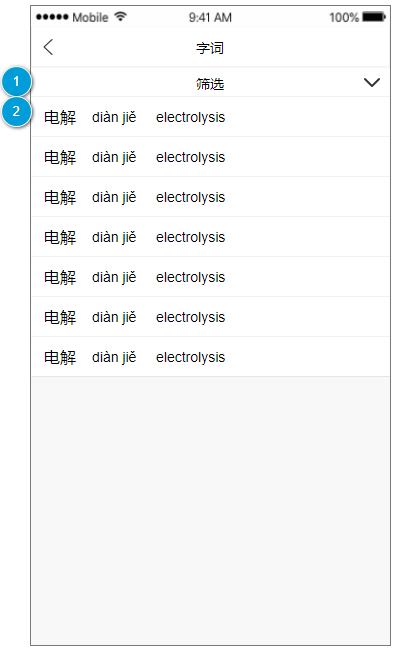 Mobile 9:41 AM 100%
字词
1
筛选
2
电解 diàn jiě electrolysis
电解 diàn jiě electrolysis
电解 diàn jiě electrolysis
电解 diàn jiě electrolysis
电解 diàn jiě electrolysis
电解 diàn jiě electrolysis
电解 diàn jiě electrolysis